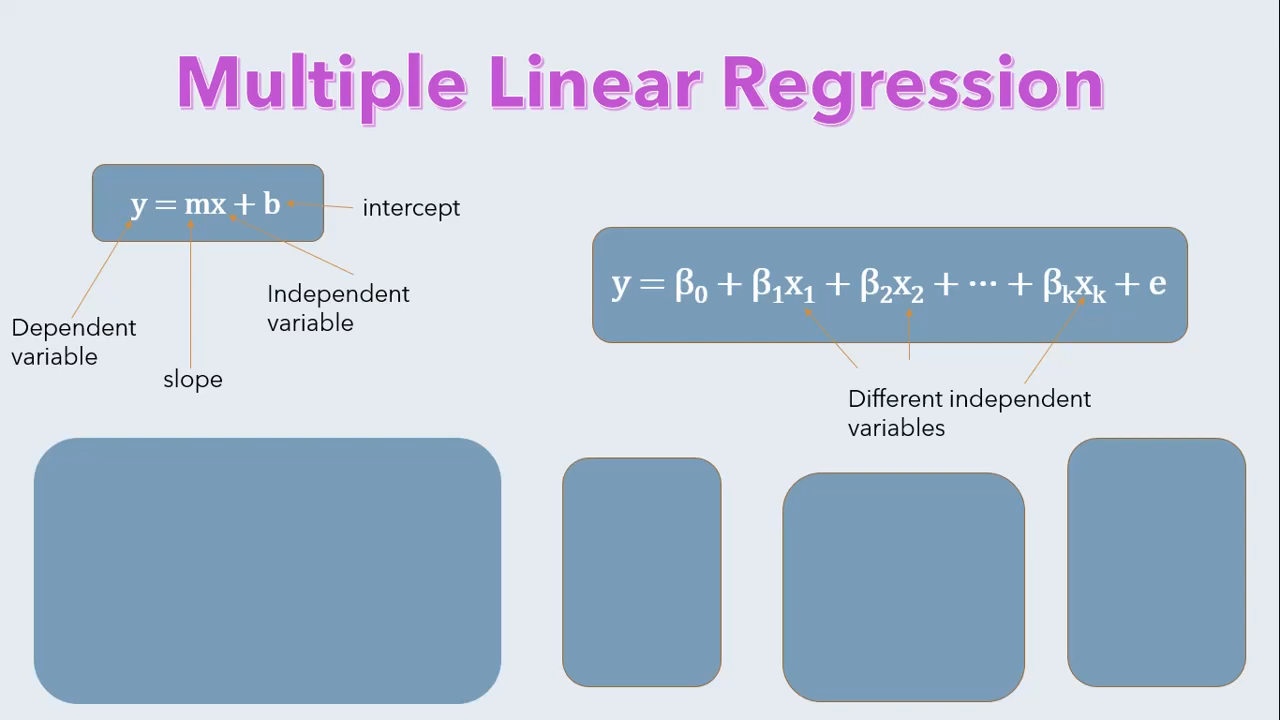 Multiple Linear Regression
y = mx + b
intercept
Independent
variable
Dependent
variable
slope
y = β₀ + β₁x₁ + β₂x₂ + ⋯ + βₖxₖ + e
Different independent
variables